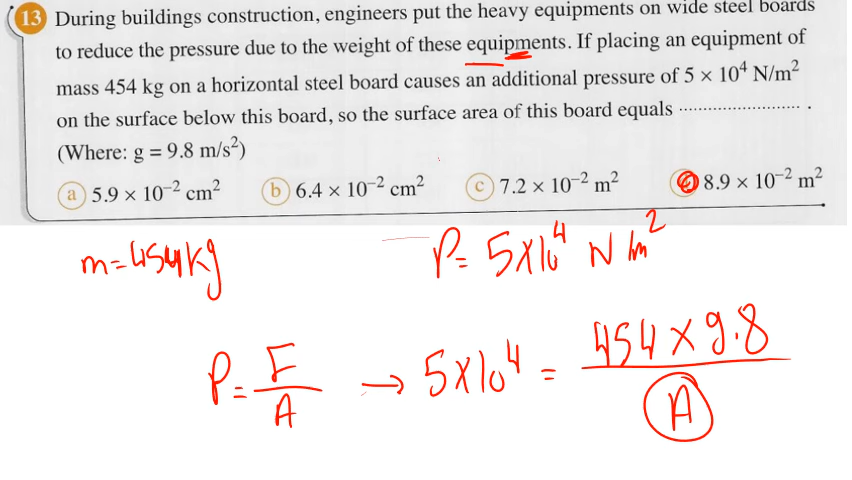 13 During buildings construction, engineers put the heavy equipments on wide steel boards
to reduce the pressure due to the weight of these equipments. If placing an equipment of
mass 454 kg on a horizontal steel board causes an additional pressure of 5 × 10⁴ N/m²
on the surface below this board, so the surface area of this board equals ........................ .
(Where: g = 9.8 m/s²)
a 5.9 × 10⁻² cm² b 6.4 × 10⁻² cm² c 7.2 × 10⁻² m² 8.9 × 10⁻² m²
m=454kg P= 5x10⁴ N/m²
P= F/A → 5x10⁴ = 454 x 9.8 / A